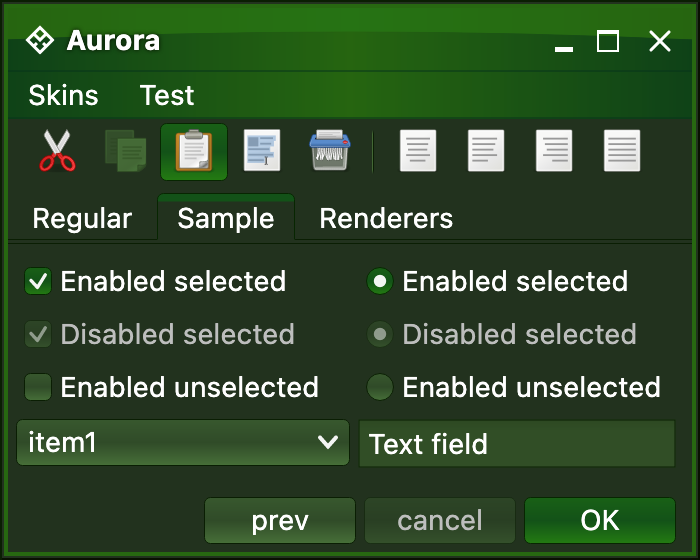 Aurora
Skins Test
Regular Sample Renderers
Enabled selected Enabled selected
Disabled selected Disabled selected
Enabled unselected Enabled unselected
item1 Text field
prev cancel OK